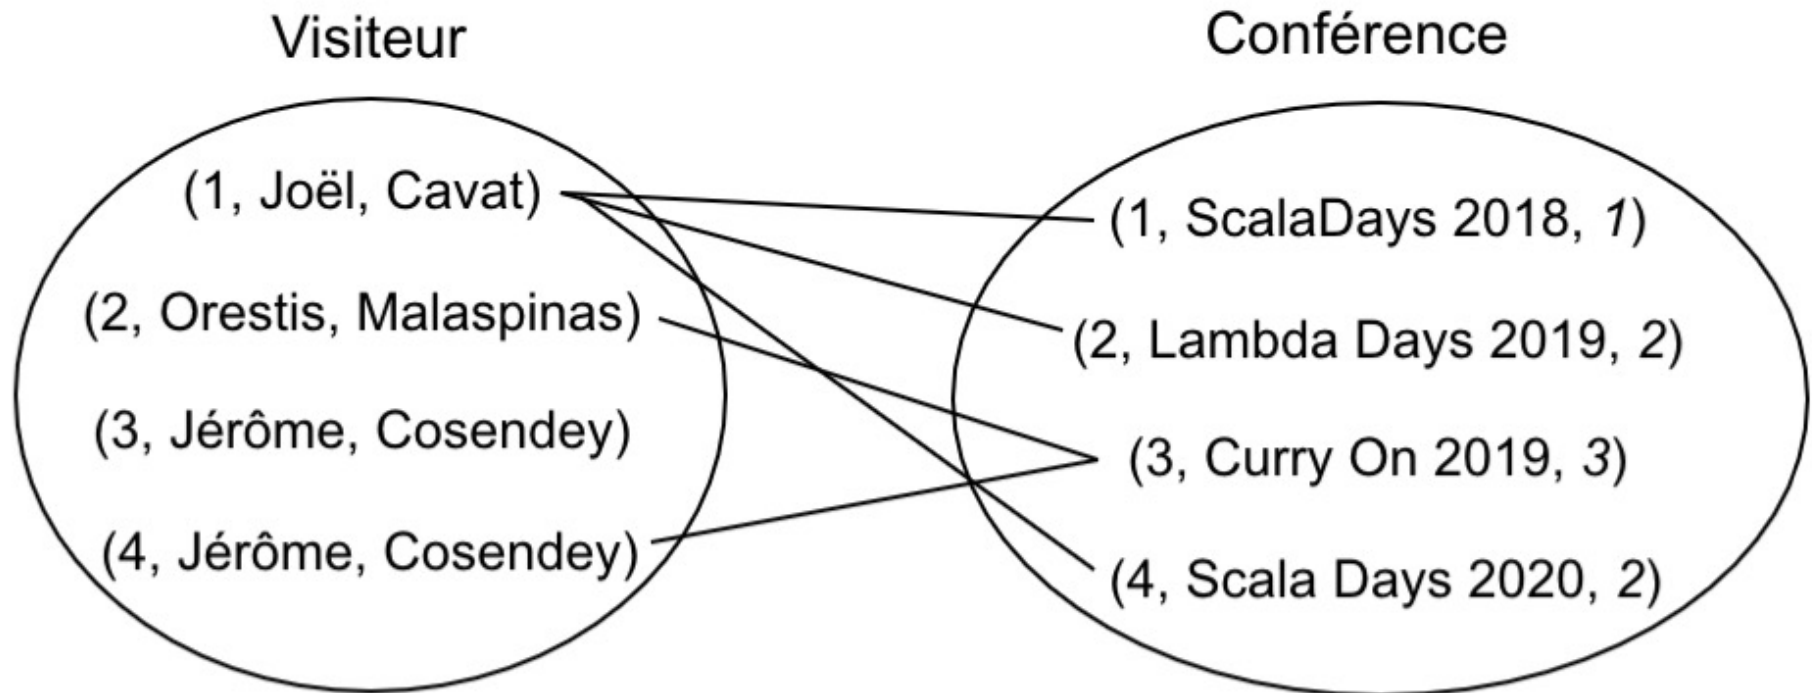 Visiteur
(1, Joël, Cavat)
(2, Orestis, Malaspinas)
(3, Jérôme, Cosendey)
(4, Jérôme, Cosendey)
Conférence
(1, ScalaDays 2018, 1)
(2, Lambda Days 2019, 2)
(3, Curry On 2019, 3)
(4, Scala Days 2020, 2)